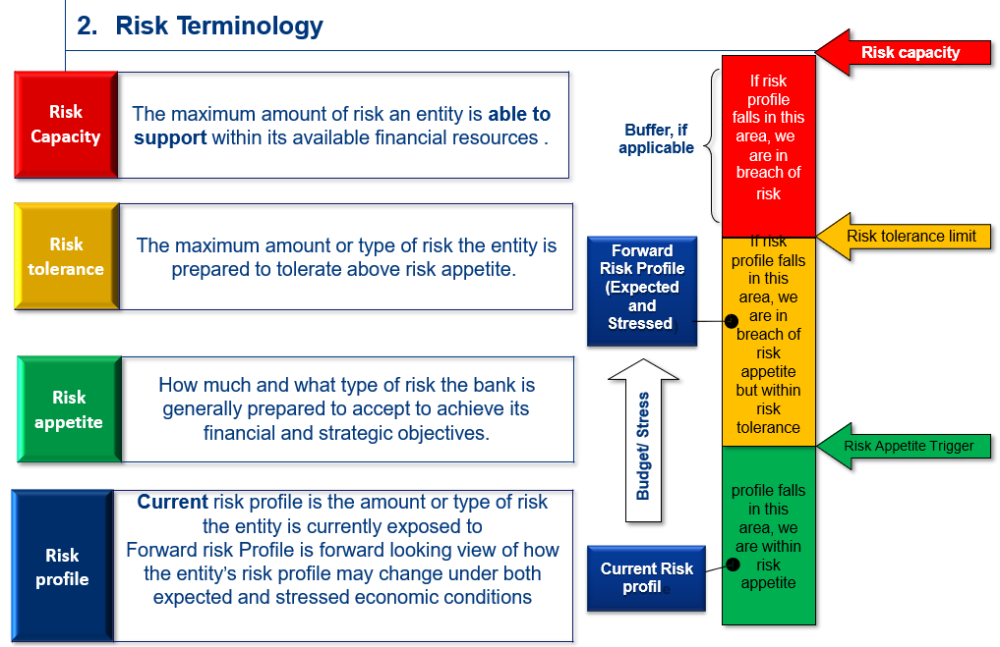 2. Risk Terminology
Risk
Capacity
The maximum amount of risk an entity is able to
support within its available financial resources .
Risk
tolerance
The maximum amount or type of risk the entity is
prepared to tolerate above risk appetite.
Risk
appetite
How much and what type of risk the bank is
generally prepared to accept to achieve its
financial and strategic objectives.
Risk
profile
Current risk profile is the amount or type of risk
the entity is currently exposed to
Forward risk Profile is forward looking view of how
the entity's risk profile may change under both
expected and stressed economic conditions
Buffer, if
applicable
Forward
Risk Profile
(Expected
and
Stressed)
Budget/ Stress
Current Risk
profile
If risk
profile
falls in this
area, we
are in
breach of
risk
If risk
profile falls
in this
area, we
are in
breach of
risk
appetite
but within
risk
tolerance
profile falls
in this
area, we
are within
risk
appetite
Risk capacity
Risk tolerance limit
Risk Appetite Trigger